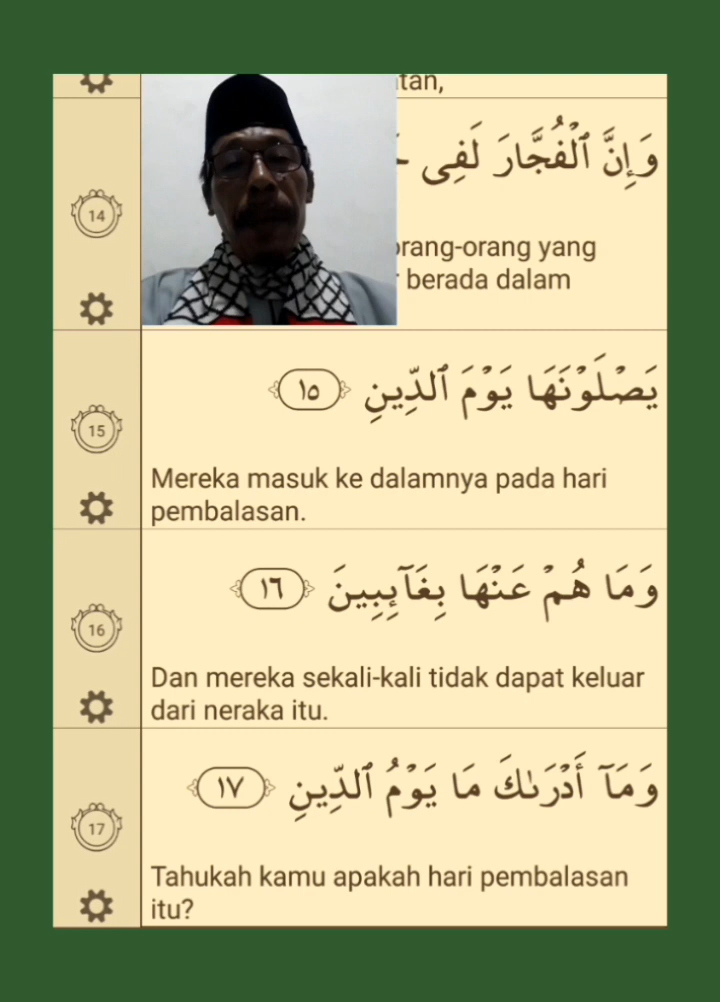 tan,
14
وَإِنَّ ٱلْفُجَّارَ لَفِى
orang-orang yang
berada dalam
15
يَصْلَوْنَهَا يَوْمَ ٱلدِّينِ ١٥
Mereka masuk ke dalamnya pada hari
pembalasan.
16
وَمَا هُمْ عَنْهَا بِغَآئِبِينَ ١٦
Dan mereka sekali-kali tidak dapat keluar
dari neraka itu.
17
وَمَآ أَدْرَىٰكَ مَا يَوْمُ ٱلدِّينِ ١٧
Tahukah kamu apakah hari pembalasan
itu?